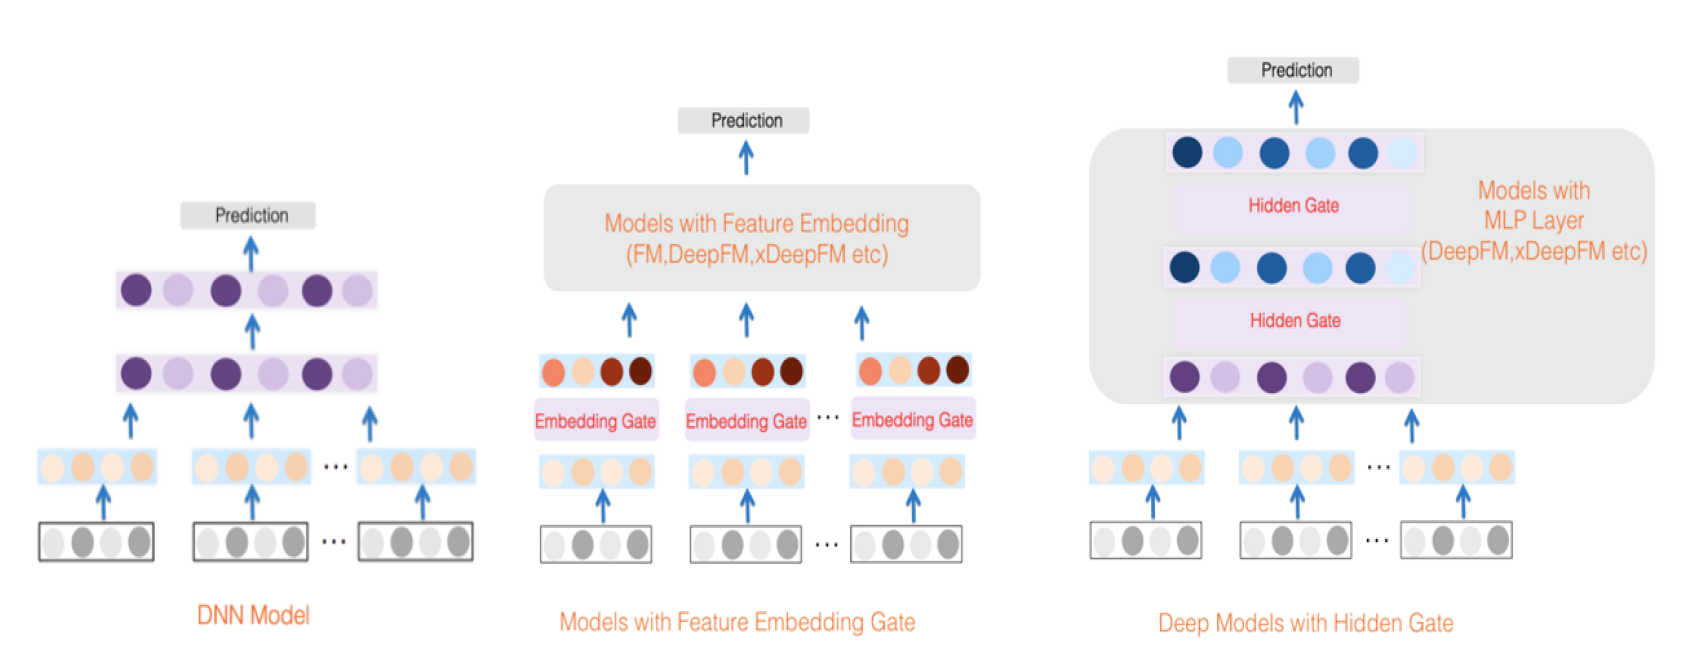 Prediction
...
...
DNN Model
Prediction
Models with Feature Embedding
(FM,DeepFM,xDeepFM etc)
Embedding Gate Embedding Gate ... Embedding Gate
...
Models with Feature Embedding Gate
Prediction
Hidden Gate
Hidden Gate
Models with
MLP Layer
(DeepFM,xDeepFM etc)
...
...
Deep Models with Hidden Gate